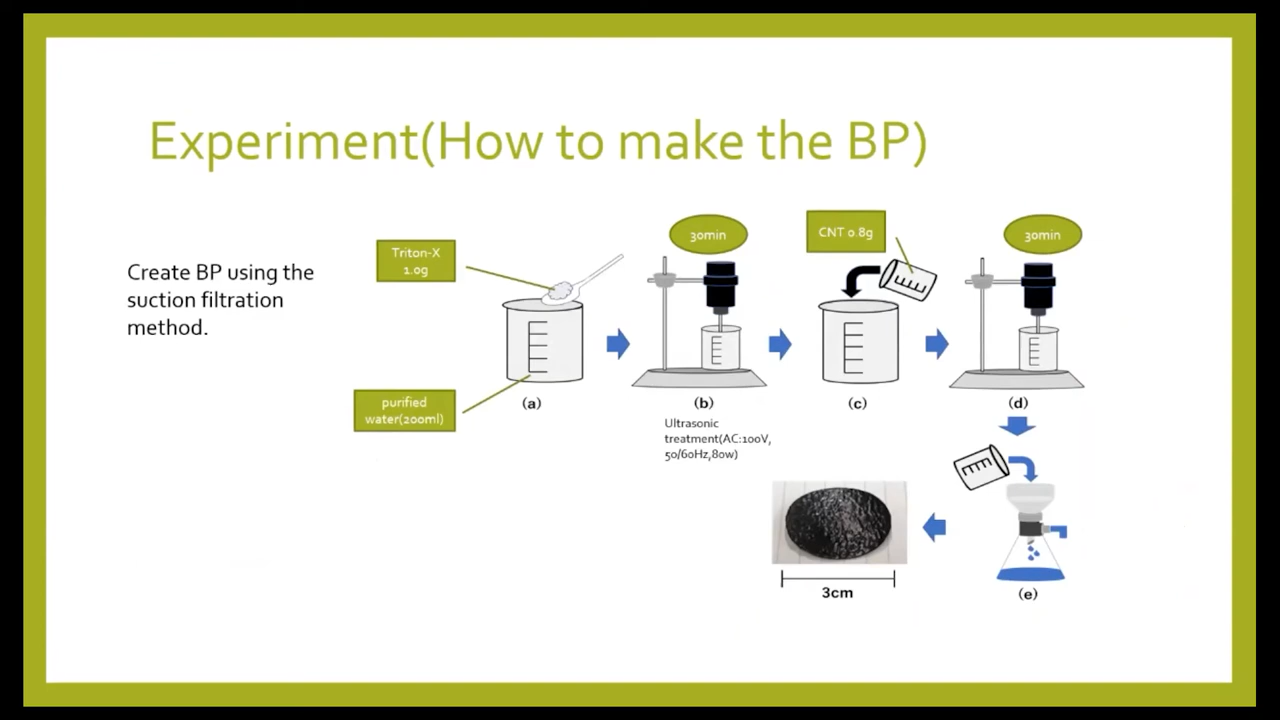 Experiment(How to make the BP)
Create BP using the
suction filtration
method.
Triton-X
1.0g
purified
water(200ml)
(a)
30min
(b)
Ultrasonic
treatment(AC:100V,
50/60Hz,80w)
CNT 0.8g
(c)
30min
(d)
(e)
3cm